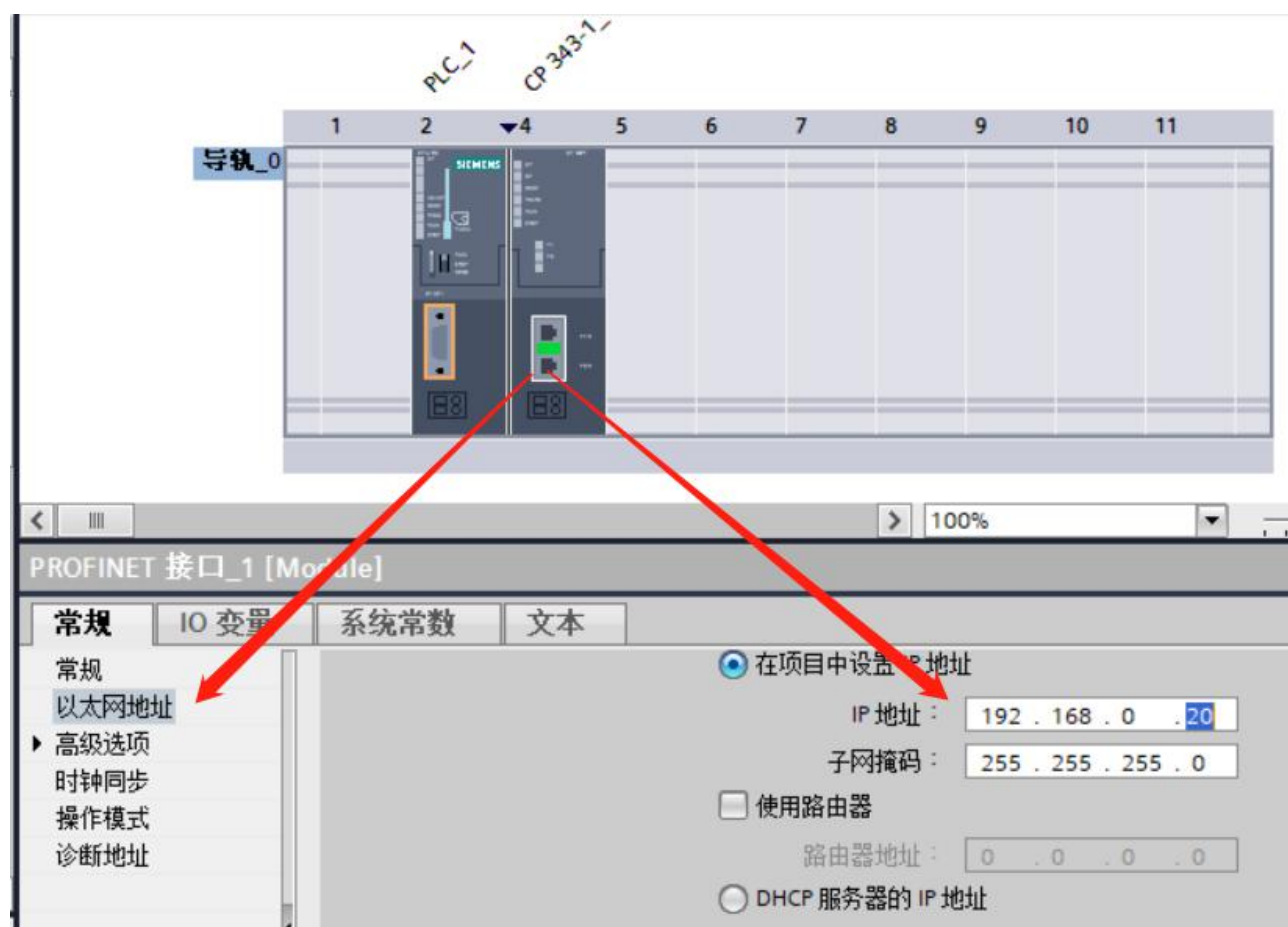 PLC_1
CP 343-1_
1 2 4 5 6 7 8 9 10 11
导轨_0
SIEMENS
100%
PROFINET 接口_1 [Module]
常规 IO 变量 系统常数 文本
常规
以太网地址
高级选项
时钟同步
操作模式
诊断地址
在项目中设置 IP 地址
IP 地址： 192 . 168 . 0 . 20
子网掩码： 255 . 255 . 255 . 0
使用路由器
路由器地址： 0 . 0 . 0 . 0
DHCP 服务器的 IP 地址